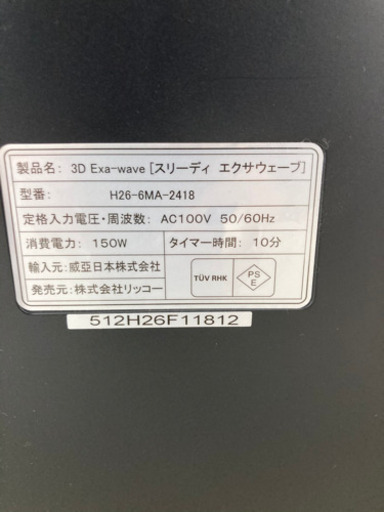 製品名: 3D Exa-wave [スリーディ エクサウェーブ]
型番: H26-6MA-2418
定格入力電圧・周波数: AC100V 50/60Hz
消費電力: 150W タイマー時間: 10分
輸入元: 威亞日本株式会社
発売元: 株式会社リッコー
TÜV RHK
PS
E
512H26F11812